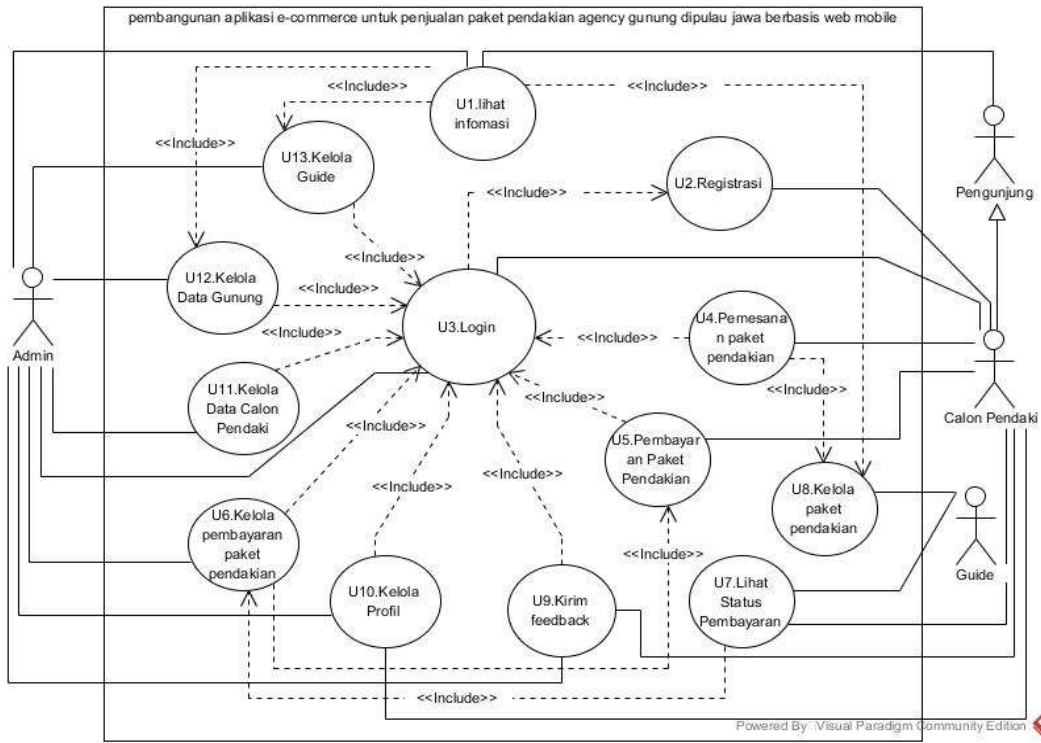 pembangunan aplikasi e-commerce untuk penjualan paket pendakian agency gunung dipulau jawa berbasis web mobile
<<Include>>
<<Include>>
U1.lihat
infomasi
<<Include>>
<<Include>>
U13.Kelola
Guide
<<Include>>
U2.Registrasi
Pengunjung
<<Include>>
U12.Kelola
Data Gunung
<<Include>>
<<Include>>
U3.Login
<<Include>>
U4.Pemesana
n paket
pendakian
Admin
U11.Kelola
Data Calon
Pendaki
<<Include>>
<<Include>>
Calon Pendaki
<<Include>>
U5.Pembayar
an Paket
Pendakian
<<Include>>
<<Include>>
U8.Kelola
paket
pendakian
U6.Kelola
pembayaran
paket
pendakian
<<Include>>
Guide
U10.Kelola
Profil
U9.Kirim
feedback
U7.Lihat
Status
Pembayaran
<<Include>>
Powered By Visual Paradigm Community Edition